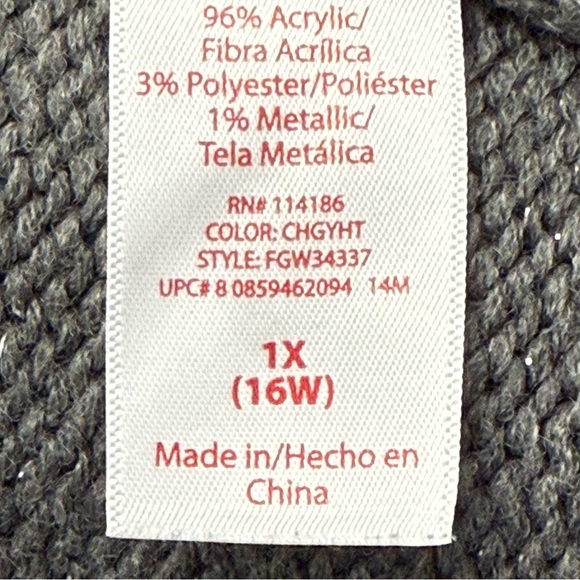 96% Acrylic/
Fibra Acrílica
3% Polyester/Poliéster
1% Metallic/
Tela Metálica
RN# 114186
COLOR: CHGYHT
STYLE: FGW34337
UPC# 8 0859462094 14M
1X
(16W)
Made in/Hecho en
China